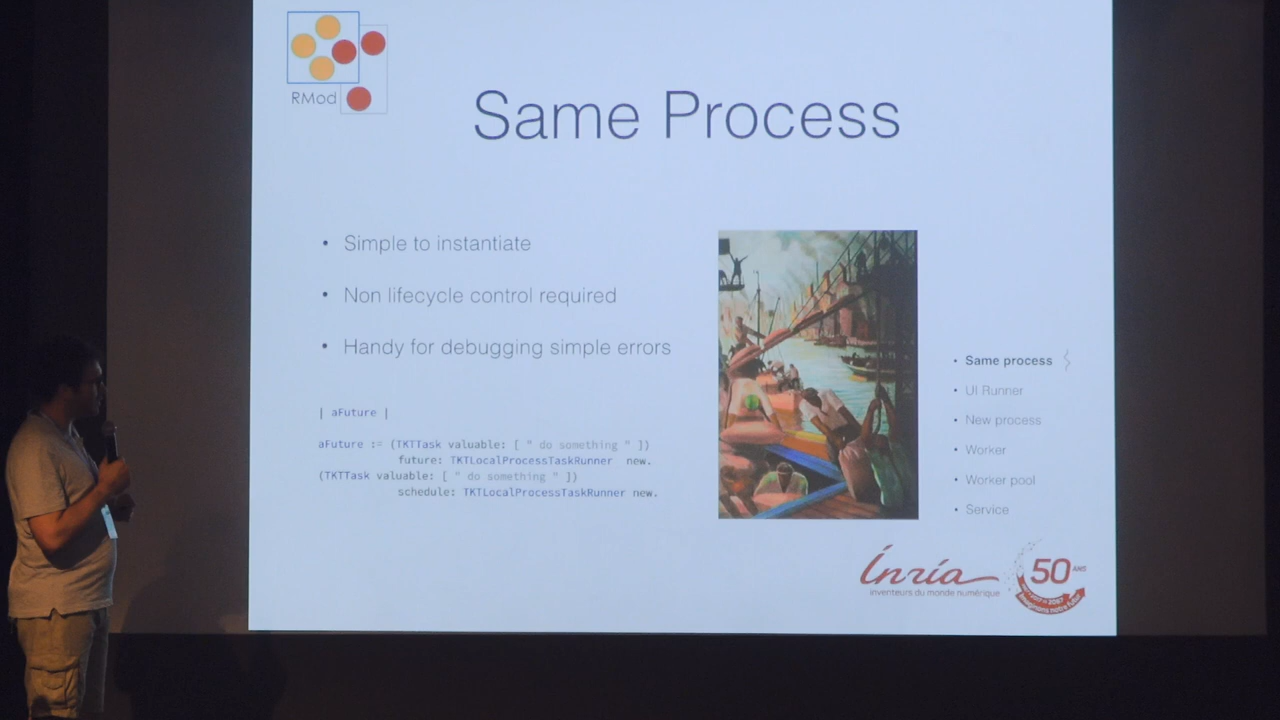 RMod
Same Process
• Simple to instantiate
• Non lifecycle control required
• Handy for debugging simple errors
| aFuture |
aFuture := (TKTTask valuable: [ " do something " ])
future: TKTLocalProcessTaskRunner new.
(TKTTask valuable: [ " do something " ])
schedule: TKTLocalProcessTaskRunner new.
• Same process
• UI Runner
• New process
• Worker
• Worker pool
• Service
Inria
inventeurs du monde numérique
50 ANS